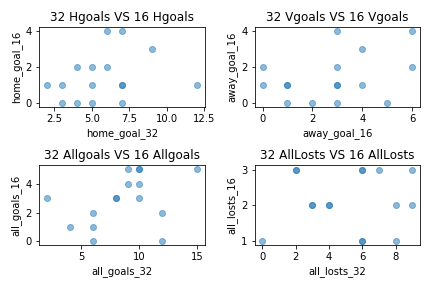 32 Hgoals VS 16 Hgoals
home_goal_16
4
2
0
2.5 5.0 7.5 10.0 12.5
home_goal_32
32 Vgoals VS 16 Vgoals
away_goal_16
4
2
0
0 2 4 6
away_goal_16
32 Allgoals VS 16 Allgoals
all_goals_16
4
2
0
5 10 15
all_goals_32
32 AllLosts VS 16 AllLosts
all_losts_16
3
2
1
0 2 4 6 8
all_losts_32